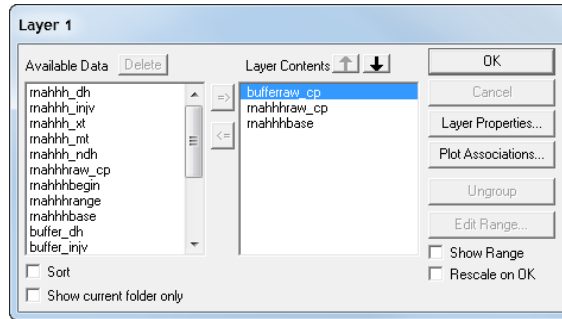 Layer 1
Available Data
Delete
rnahhh_dh
rnahhh_injv
rnahhh_xt
rnahhh_mt
rnahhh_ndh
rnahhhraw_cp
rnahhhbegin
rnahhhrange
rnahhhbase
buffer_dh
buffer_injv
=>
<=
Layer Contents
bufferraw_cp
rnahhhraw_cp
rnahhhbase
OK
Cancel
Layer Properties...
Plot Associations...
Ungroup
Edit Range...
Show Range
Rescale on OK
Sort
Show current folder only